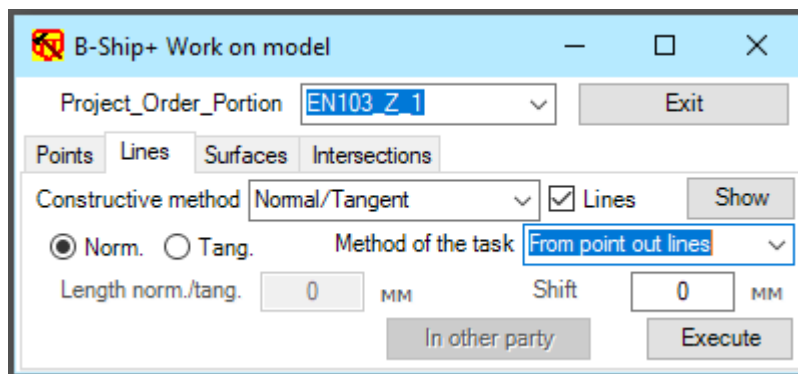 B-Ship+ Work on model
Project_Order_Portion EN103_Z_1 Exit
Points Lines Surfaces Intersections
Constructive method Normal/Tangent Lines Show
Norm. Tang. Method of the task From point out lines
Length norm./tang. 0 мм Shift 0 мм
In other party Execute